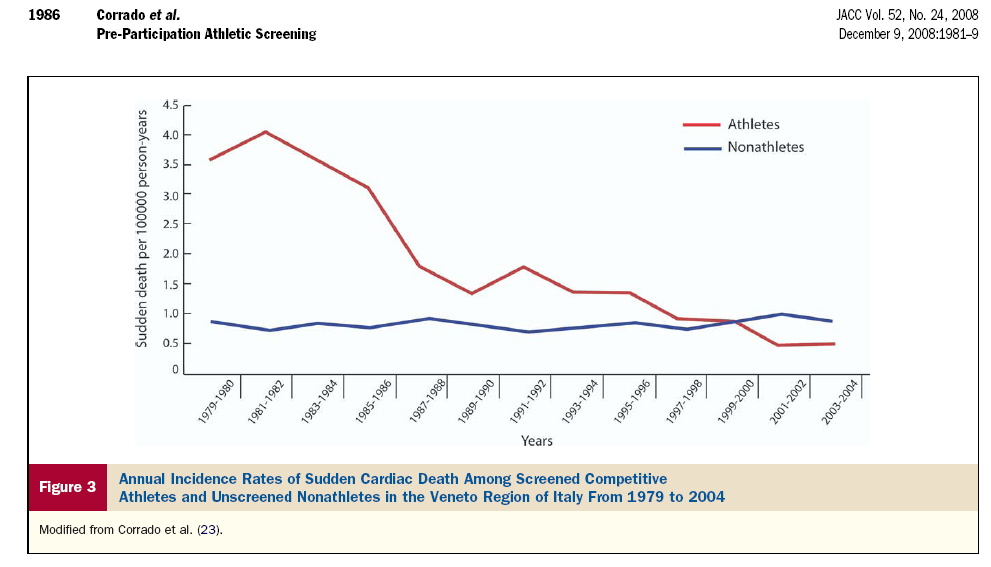 1986
Corrado et al.
Pre-Participation Athletic Screening
JACC Vol. 52, No. 24, 2008
December 9, 2008:1981–9
Sudden death per 100000 person-years
4.5
4.0
3.5
3.0
2.5
2.0
1.5
1.0
0.5
0
Athletes
Nonathletes
1979-1980
1981-1982
1983-1984
1985-1986
1987-1988
1989-1990
1991-1992
1993-1994
1995-1996
1997-1998
1999-2000
2001-2002
2003-2004
Years
Figure 3
Annual Incidence Rates of Sudden Cardiac Death Among Screened Competitive
Athletes and Unscreened Nonathletes in the Veneto Region of Italy From 1979 to 2004
Modified from Corrado et al. (23).